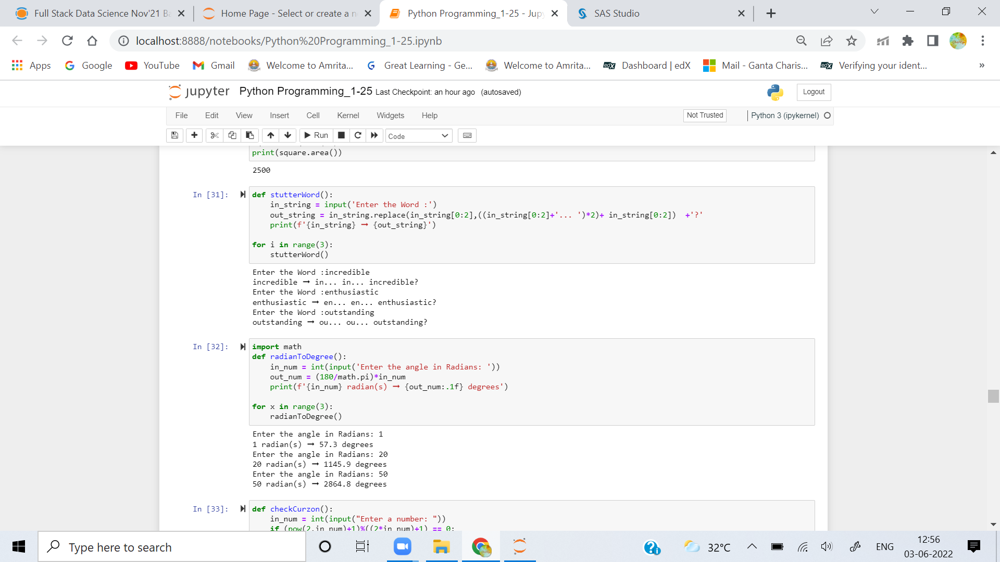 Full Stack Data Science Nov'21 Ba
Home Page - Select or create a n
Python Programming_1-25 - Jupy
SAS Studio
localhost:8888/notebooks/Python%20Programming_1-25.ipynb
Apps
Google
YouTube
Gmail
Welcome to Amrita...
Great Learning - Ge...
Welcome to Amrita...
Dashboard | edX
Mail - Ganta Charis...
Verifying your ident...
»
jupyter Python Programming_1-25 Last Checkpoint: an hour ago (autosaved)
Logout
File Edit View Insert Cell Kernel Widgets Help
Not Trusted
Python 3 (ipykernel)
Run
Code
print(square.area())
2500
In [31]:
def stutterWord():
    in_string = input('Enter the Word :')
    out_string = in_string.replace(in_string[0:2],((in_string[0:2]+'... ')*2)+ in_string[0:2])  +'?'
    print(f'{in_string} ➞ {out_string}')
for i in range(3):
    stutterWord()
Enter the Word :incredible
incredible ➞ in... in... incredible?
Enter the Word :enthusiastic
enthusiastic ➞ en... en... enthusiastic?
Enter the Word :outstanding
outstanding ➞ ou... ou... outstanding?
In [32]:
import math
def radianToDegree():
    in_num = int(input('Enter the angle in Radians: '))
    out_num = (180/math.pi)*in_num
    print(f'{in_num} radian(s) ➞ {out_num:.1f} degrees')
for x in range(3):
    radianToDegree()
Enter the angle in Radians: 1
1 radian(s) ➞ 57.3 degrees
Enter the angle in Radians: 20
20 radian(s) ➞ 1145.9 degrees
Enter the angle in Radians: 50
50 radian(s) ➞ 2864.8 degrees
In [33]:
def checkCurzon():
    in_num = int(input("Enter a number: "))
    if (pow(2,in_num)+1)%((2*in_num)+1) == 0:
Type here to search
32°C
ENG
12:56
03-06-2022